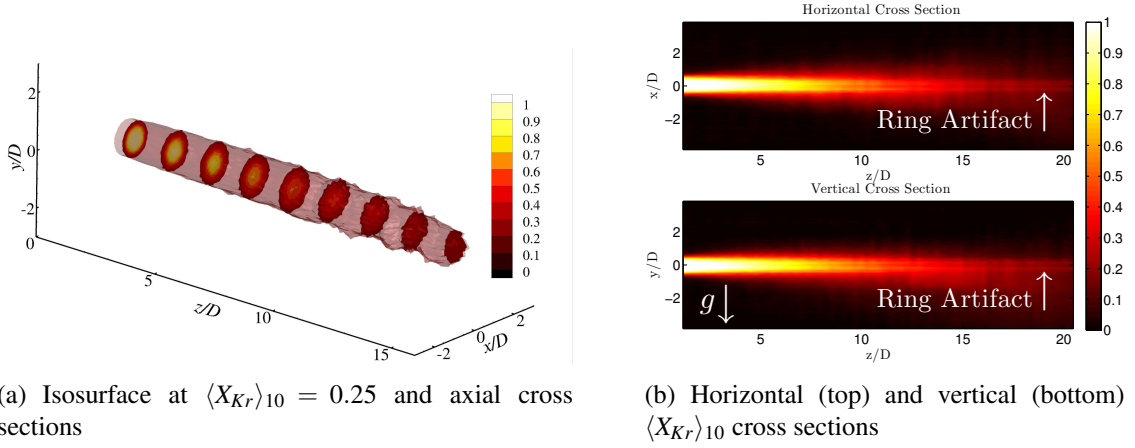 2
0
-2
y/D
0
5
10
15
z/D
-2
0
2
x/D
1
0.9
0.8
0.7
0.6
0.5
0.4
0.3
0.2
0.1
0
(a) Isosurface at ⟨X_Kr⟩10 = 0.25 and axial cross
sections
Horizontal Cross Section
2
0
-2
x/D
Ring Artifact ↑
5 10 15 20
z/D
Vertical Cross Section
2
0
−2
y/D
g ↓
Ring Artifact ↑
5 10 15 20
z/D
1
0.9
0.8
0.7
0.6
0.5
0.4
0.3
0.2
0.1
0
(b) Horizontal (top) and vertical (bottom)
⟨X_Kr⟩10 cross sections